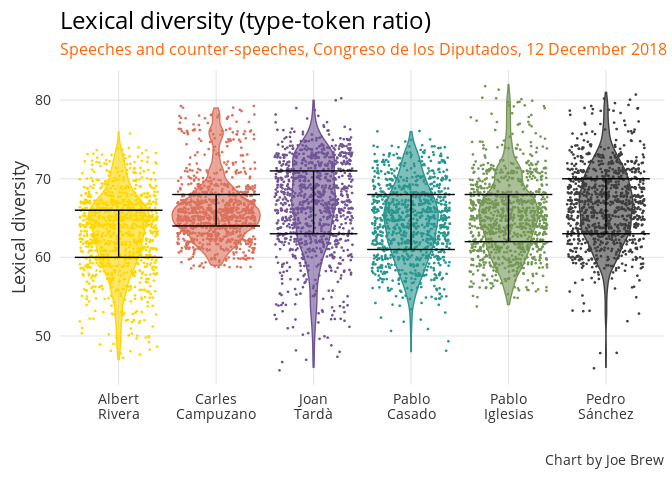 Lexical diversity (type-token ratio)
Speeches and counter-speeches, Congreso de los Diputados, 12 December 2018
Lexical diversity
80
70
60
50
Albert Rivera
Carles Campuzano
Joan Tardà
Pablo Casado
Pablo Iglesias
Pedro Sánchez
Chart by Joe Brew